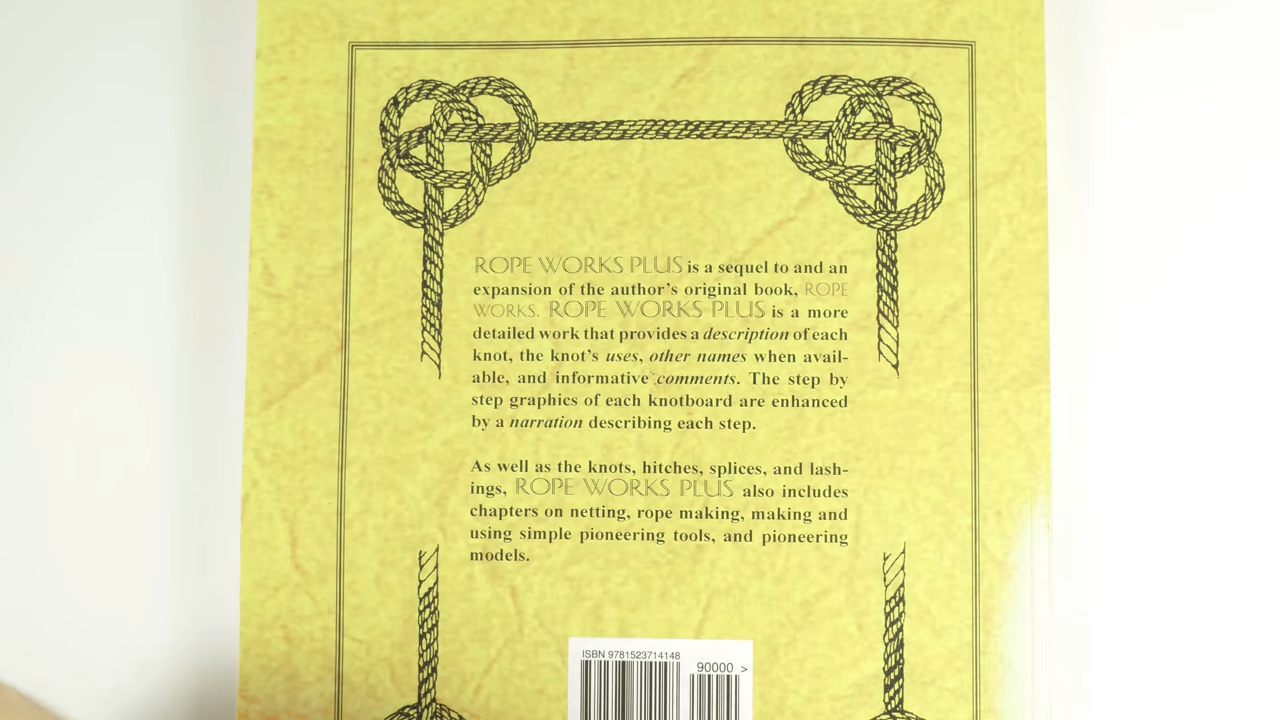 ROPE WORKS PLUS is a sequel to and an
expansion of the author's original book, ROPE
WORKS. ROPE WORKS PLUS is a more
detailed work that provides a description of each
knot, the knot's uses, other names when avail-
able, and informative comments. The step by
step graphics of each knotboard are enhanced
by a narration describing each step.
As well as the knots, hitches, splices, and lash-
ings, ROPE WORKS PLUS also includes
chapters on netting, rope making, making and
using simple pioneering tools, and pioneering
models.
ISBN 9781523714148
90000 >